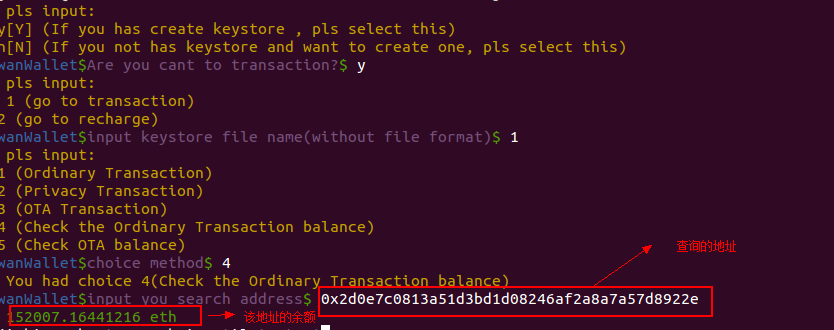 pls input:
y[Y] (If you has create keystore , pls select this)
n[N] (If you not has keystore and want to create one, pls select this)
wanWallet$Are you cant to transaction?$ y
pls input:
1 (go to transaction)
2 (go to recharge)
wanWallet$input keystore file name(without file format)$ 1
pls input:
1 (Ordinary Transaction)
2 (Privacy Transaction)
3 (OTA Transaction)
4 (Check the Ordinary Transaction balance)
5 (Check OTA balance)
wanWallet$choice method$ 4
You had choice 4(Check the Ordinary Transaction balance)
查询的地址
wanWallet$input you search address$ 0x2d0e7c0813a51d3bd1d08246af2a8a7a57d8922e
152007.16441216 eth 该地址的余额